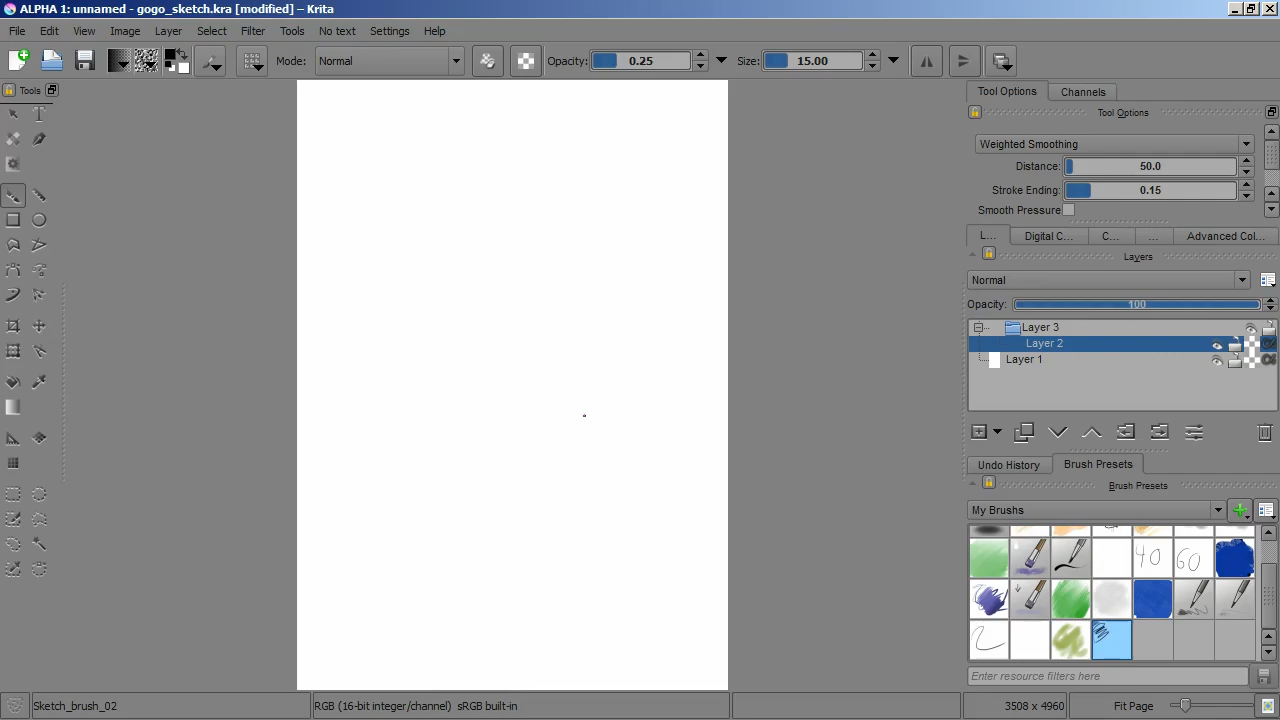 ALPHA 1: unnamed - gogo_sketch.kra [modified] – Krita
File Edit View Image Layer Select Filter Tools No text Settings Help
Mode: Normal Opacity: 0.25 Size: 15.00
Tools
Tool Options Channels
Tool Options
Weighted Smoothing
Distance: 50.0
Stroke Ending: 0.15
Smooth Pressure
L... Digital C... C... ... Advanced Col...
Layers
Normal
Opacity: 100
Layer 3
Layer 2
Layer 1
Undo History Brush Presets
Brush Presets
My Brushes
40 60
Enter resource filters here
Sketch_brush_02 RGB (16-bit integer/channel) sRGB built-in 3508 x 4960 Fit Page